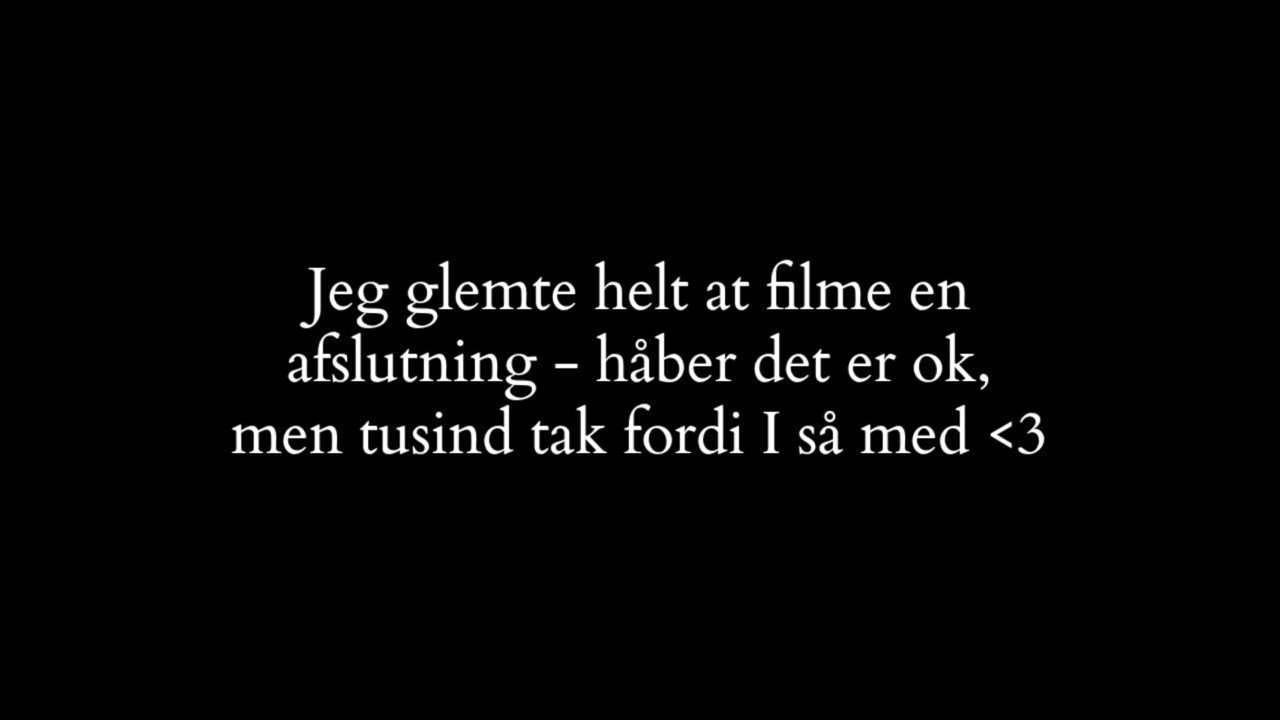 Jeg glemte helt at filme en
afslutning - håber det er ok,
men tusind tak fordi I så med <3